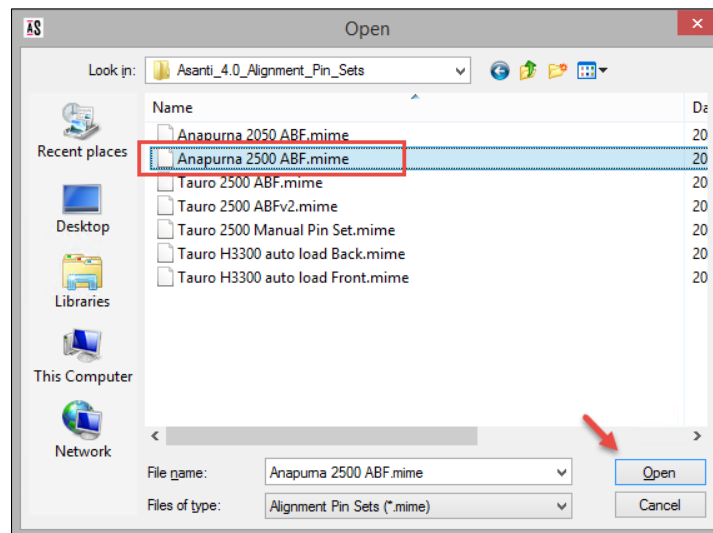 AS
Open
Look in:
Asanti_4.0_Alignment_Pin_Sets
Name
Da
Anapurna 2050 ABF.mime
20
Anapurna 2500 ABF.mime
20
Tauro 2500 ABF.mime
20
Tauro 2500 ABFv2.mime
20
Tauro 2500 Manual Pin Set.mime
20
Tauro H3300 auto load Back.mime
20
Tauro H3300 auto load Front.mime
20
Recent places
Desktop
Libraries
This Computer
Network
File name:
Anapurna 2500 ABF.mime
Open
Files of type:
Alignment Pin Sets (*.mime)
Cancel